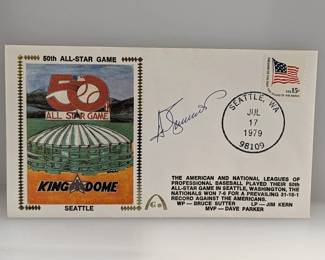 50th ALL-STAR GAME
50
ALL STAR GAME
KINGDOME
SEATTLE
USA 15c
SEATTLE, WA
JUL
17
1979
98109
THE AMERICAN AND NATIONAL LEAGUES OF
PROFESSIONAL BASEBALL PLAYED THEIR 50th
ALL-STAR GAME IN SEATTLE, WASHINGTON, THE
NATIONALS WON 7-6 FOR A PREVAILING 31-18-1
RECORD AGAINST THE AMERICANS.
WP — BRUCE SUTTER LP — JIM KERN
MVP — DAVE PARKER